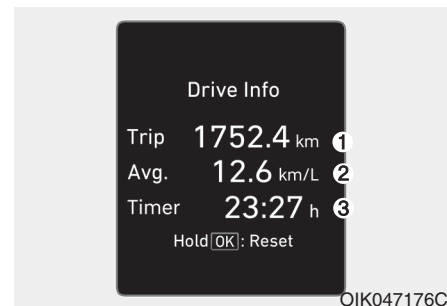 Drive Info
Trip 1752.4 km ①
Avg. 12.6 km/L ②
Timer 23:27 h ③
Hold OK : Reset
OIK047176C